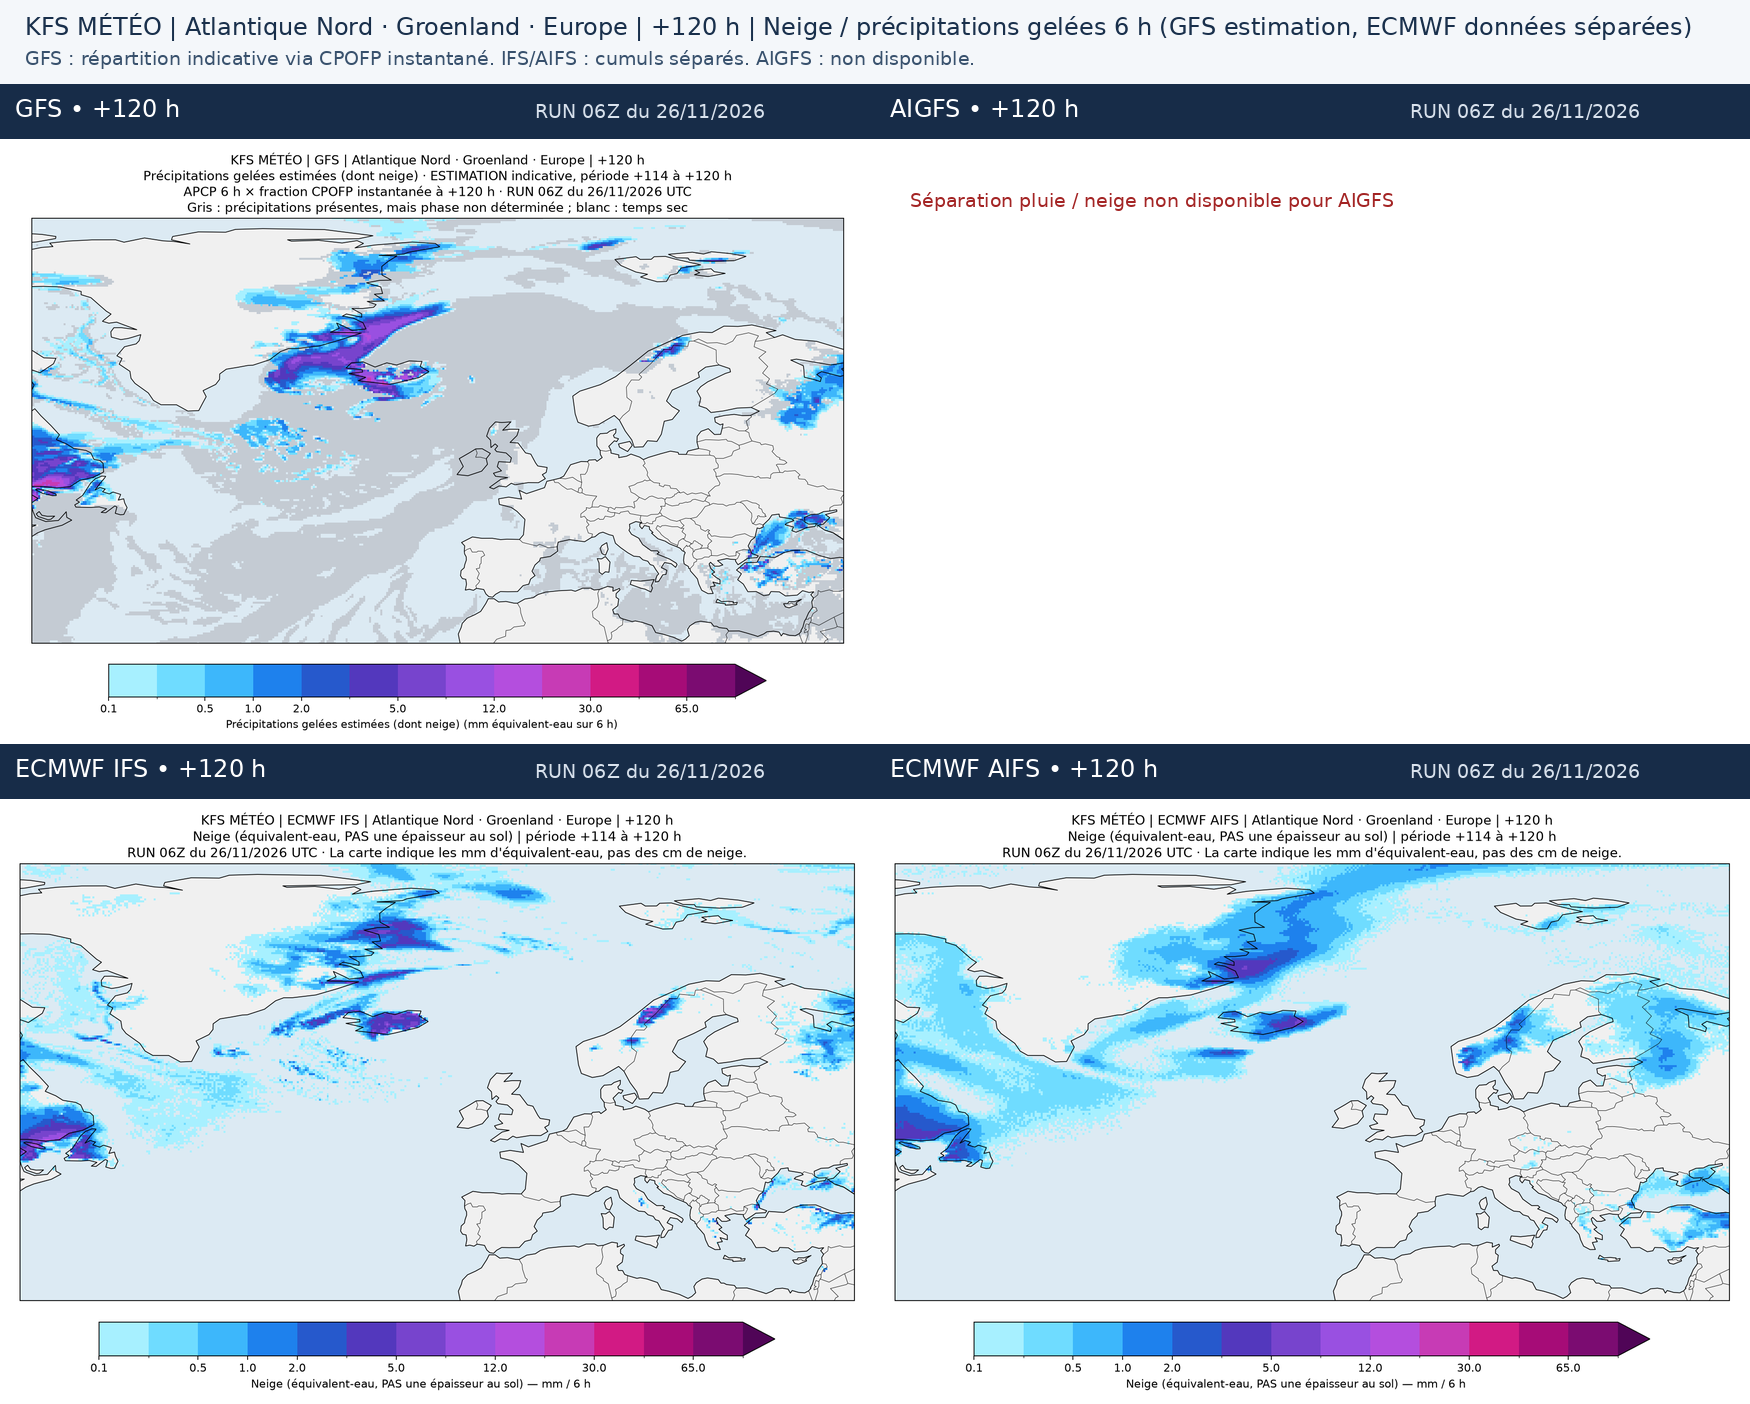 KFS MÉTÉO | Atlantique Nord · Groenland · Europe | +120 h | Neige / précipitations gelées 6 h (GFS estimation, ECMWF données séparées)
GFS : répartition indicative via CPOFP instantané. IFS/AIFS : cumuls séparés. AIGFS : non disponible.
GFS • +120 h
RUN 06Z du 26/11/2026
AIGFS • +120 h
RUN 06Z du 26/11/2026
KFS MÉTÉO | GFS | Atlantique Nord · Groenland · Europe | +120 h
Précipitations gelées estimées (dont neige) · ESTIMATION indicative, période +114 à +120 h
APCP 6 h × fraction CPOFP instantanée à +120 h · RUN 06Z du 26/11/2026 UTC
Gris : précipitations présentes, mais phase non déterminée ; blanc : temps sec
Séparation pluie / neige non disponible pour AIGFS
0.1 0.5 1.0 2.0 5.0 12.0 30.0 65.0
Précipitations gelées estimées (dont neige) (mm équivalent-eau sur 6 h)
ECMWF IFS • +120 h
RUN 06Z du 26/11/2026
ECMWF AIFS • +120 h
RUN 06Z du 26/11/2026
KFS MÉTÉO | ECMWF IFS | Atlantique Nord · Groenland · Europe | +120 h
Neige (équivalent-eau, PAS une épaisseur au sol) | période +114 à +120 h
RUN 06Z du 26/11/2026 UTC · La carte indique les mm d'équivalent-eau, pas des cm de neige.
KFS MÉTÉO | ECMWF AIFS | Atlantique Nord · Groenland · Europe | +120 h
Neige (équivalent-eau, PAS une épaisseur au sol) | période +114 à +120 h
RUN 06Z du 26/11/2026 UTC · La carte indique les mm d'équivalent-eau, pas des cm de neige.
0.1 0.5 1.0 2.0 5.0 12.0 30.0 65.0
Neige (équivalent-eau, PAS une épaisseur au sol) — mm / 6 h
0.1 0.5 1.0 2.0 5.0 12.0 30.0 65.0
Neige (équivalent-eau, PAS une épaisseur au sol) — mm / 6 h